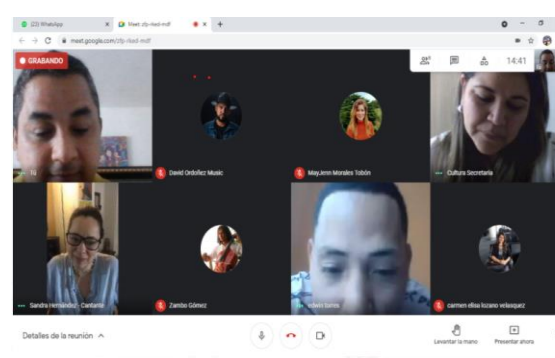 (23) WhatsApp
Meet: zfp-rked-mdf
meet.google.com/zfp-rked-mdf
GRABANDO
14:41
Tú
David Ordoñez Music
MayJenn Morales Tobón
Cultura Secretaria
Sandra Hernández - Cantante
Zambo Gómez
edwin torres
carmen elisa lozano velasquez
Detalles de la reunión
Levantar la mano
Presentar ahora